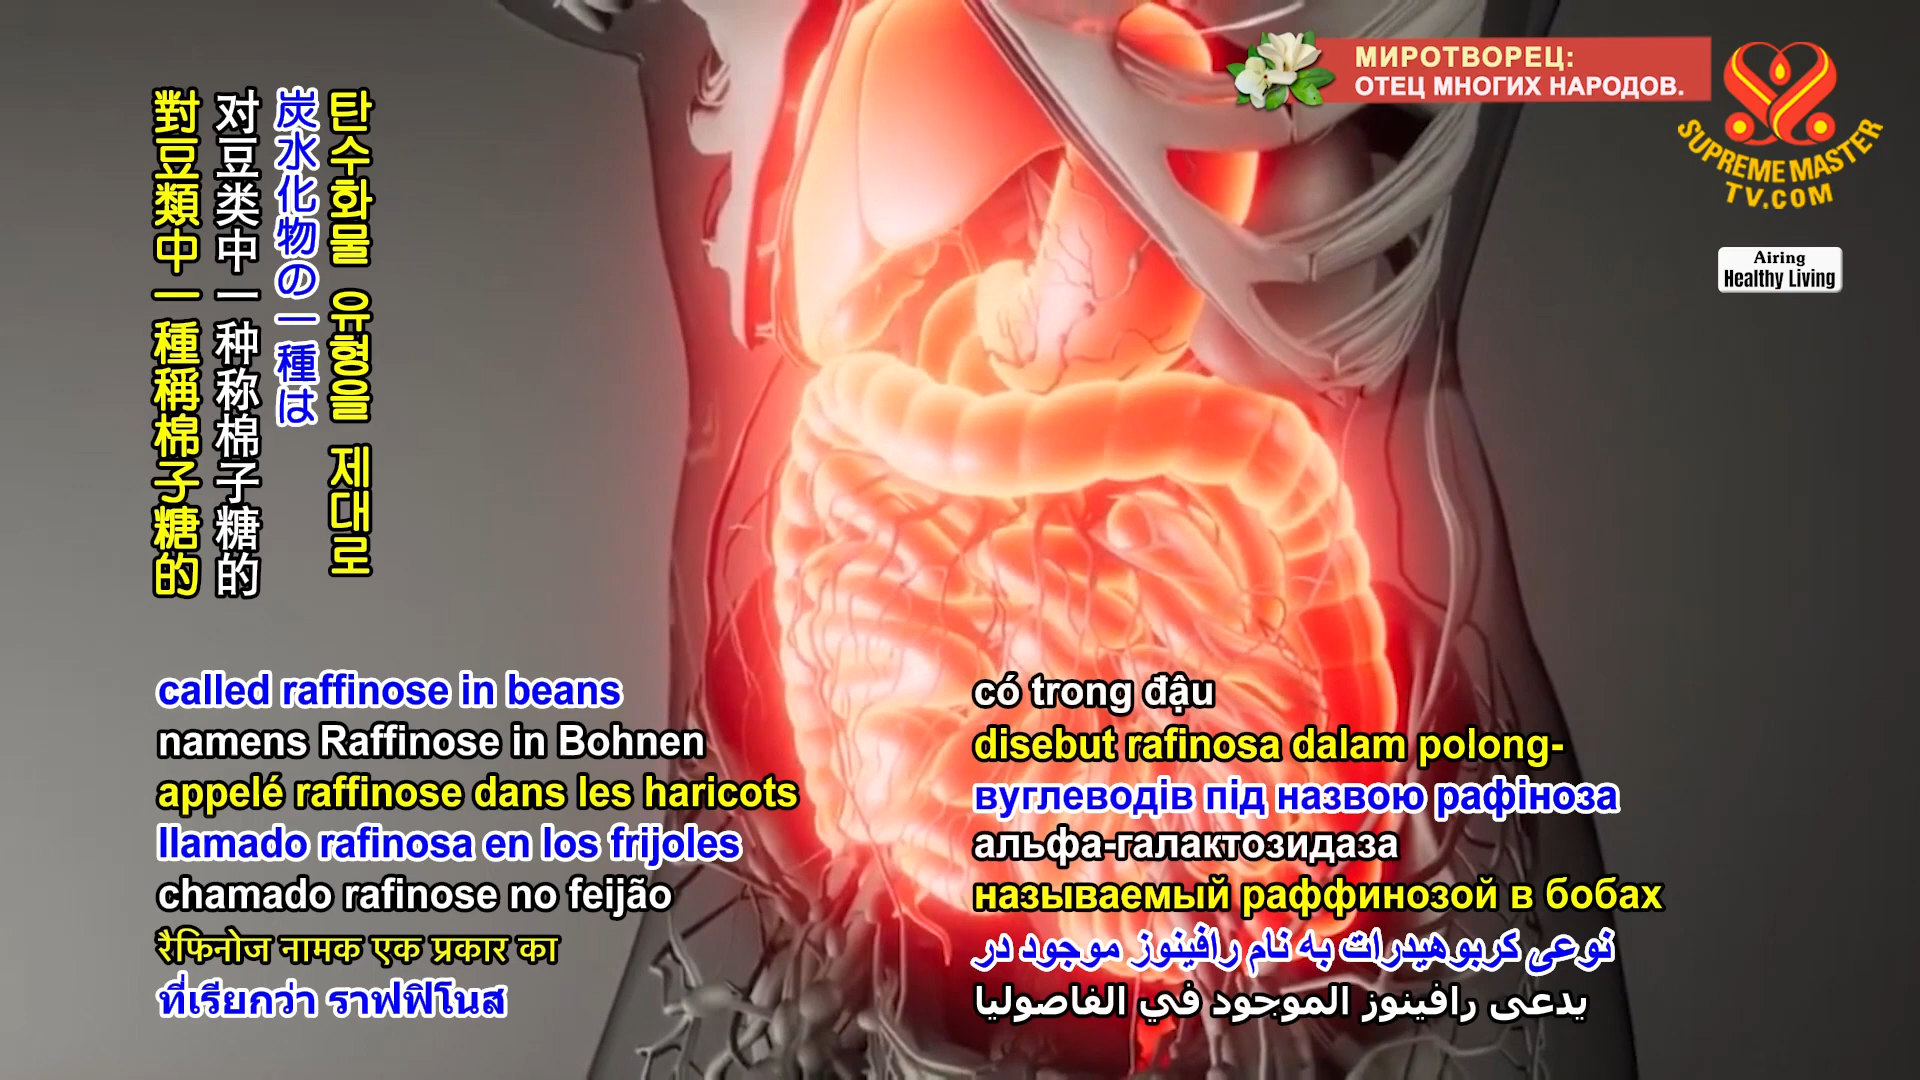 МИРОТВОРЕЦ:
ОТЕЦ МНОГИХ НАРОДОВ.
SUPREME MASTER
TV.COM
Airing
Healthy Living
탄수화물 유형을 제대로
炭水化物の一種は
对豆类中一种称棉子糖的
對豆類中一種稱棉子糖的
called raffinose in beans
namens Raffinose in Bohnen
appelé raffinose dans les haricots
llamado rafinosa en los frijoles
chamado rafinose no feijão
रैफिनोज नामक एक प्रकार का
ที่เรียกว่า ราฟฟิโนส
có trong đậu
disebut rafinosa dalam polong-
вуглеводів під назвою рафіноза
альфа-галактозидаза
называемый раффинозой в бобах
نوعی کربوهیدرات به نام رافینوز موجود در
يدعى رافينوز الموجود في الفاصوليا